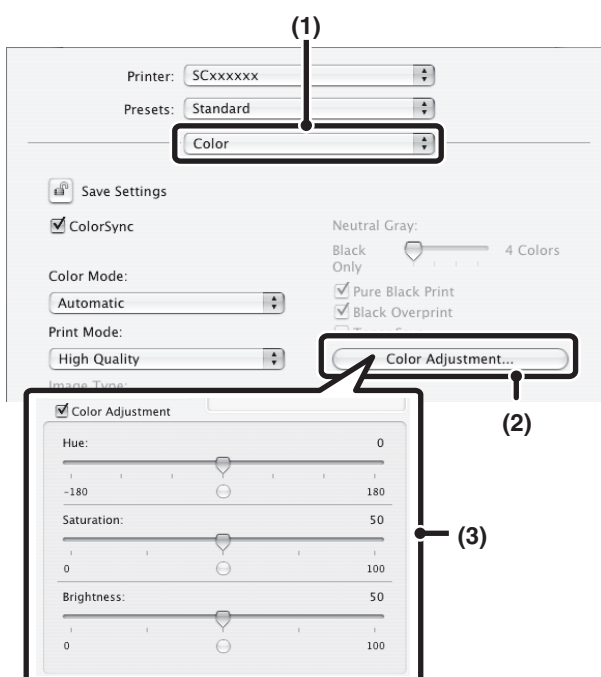 (1)
Printer: SCxxxxxx
Presets: Standard
Color
Save Settings
ColorSync
Neutral Gray:
Black Only
4 Colors
Color Mode:
Automatic
Pure Black Print
Black Overprint
Print Mode:
High Quality
Color Adjustment...
Image Type:
(2)
Color Adjustment
Hue: 0
-180 180
Saturation: 50
(3)
0 100
Brightness: 50
0 100